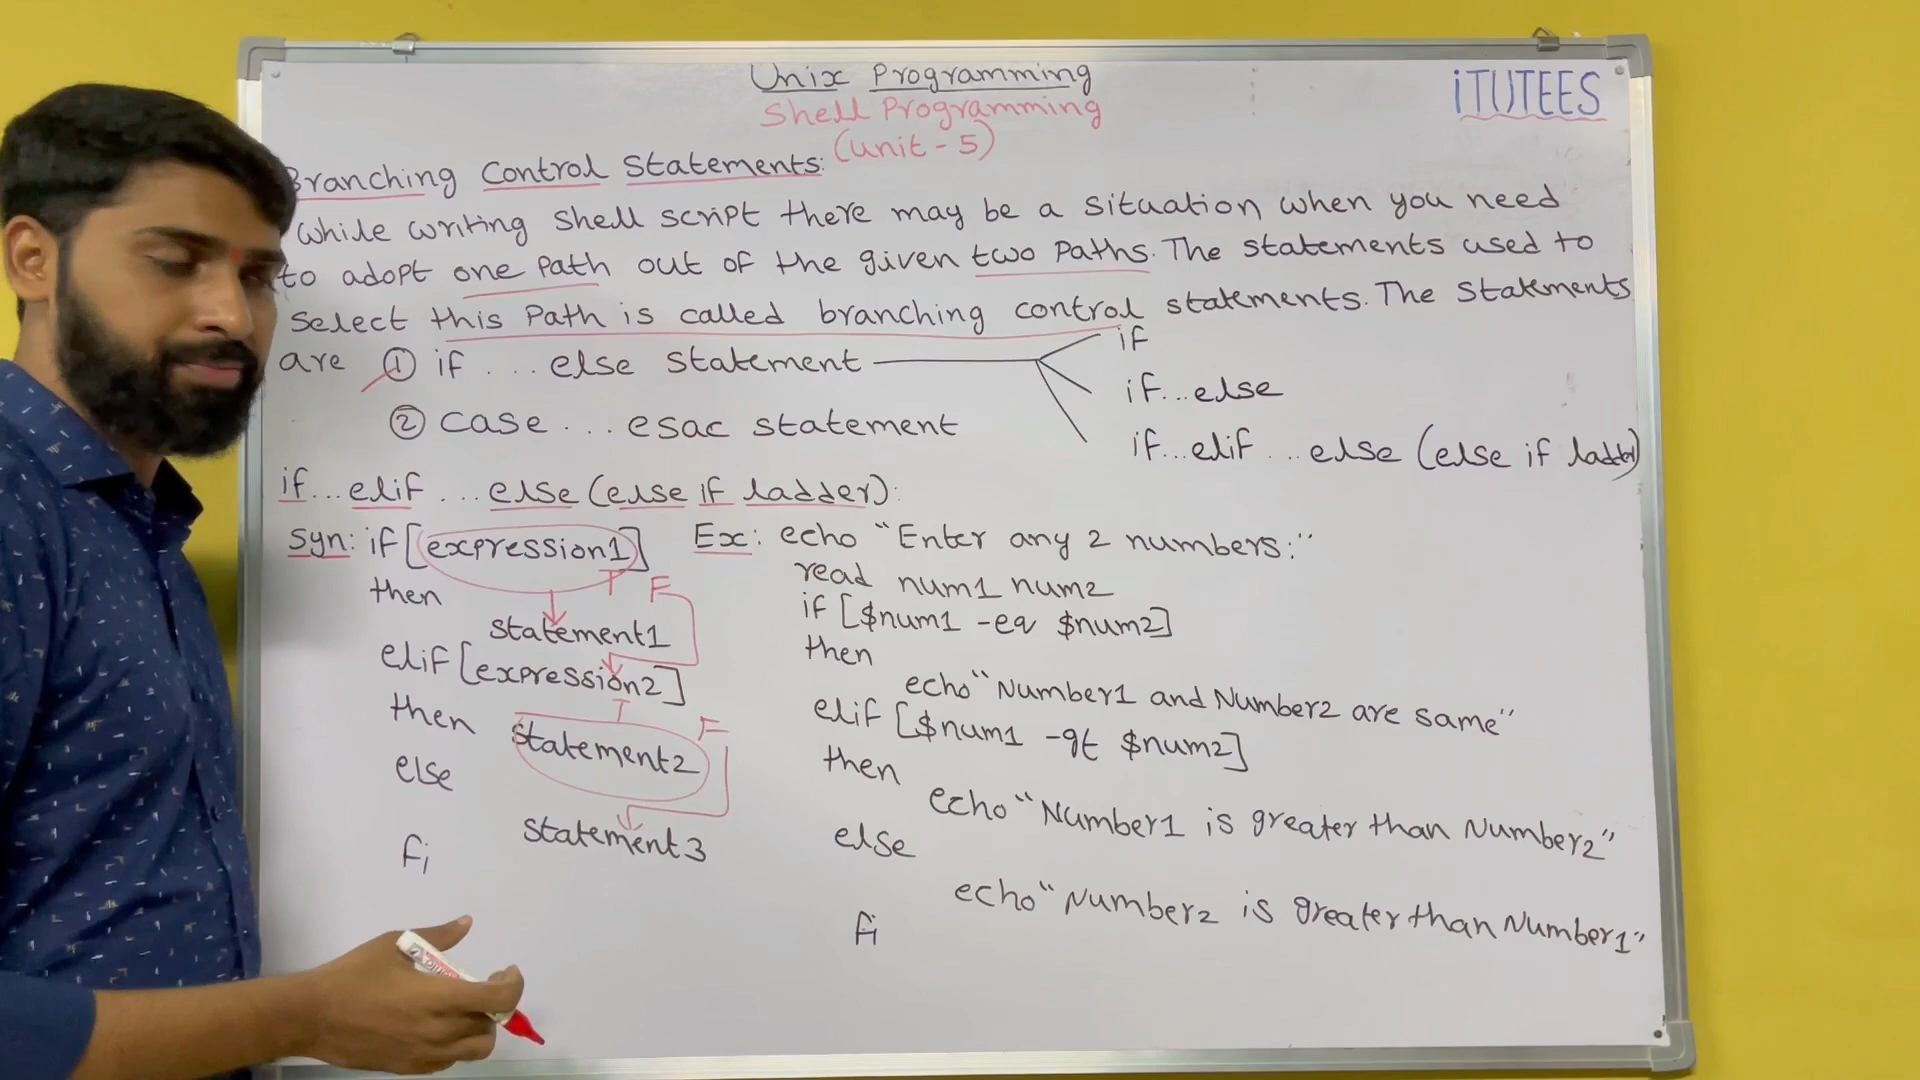 Unix Programming
iTUTEES
Shell Programming
(unit - 5)
Branching Control Statements:
While writing shell script there may be a situation when you need
to adopt one path out of the given two paths. The statements used to
select this path is called branching control statements. The statements
are ① if ... else statement
if
if...else
② case ... esac statement
if...elif ...else (else if ladder)
if...elif ...else (else if ladder):
Syn: if [expression1]
then
T F
statement1
elif [expression2]
then
T F
statement2
else
statement3
fi
Ex: echo "Enter any 2 numbers:"
read num1 num2
if [$num1 -eq $num2]
then
echo "Number1 and Number2 are same"
elif [$num1 -gt $num2]
then
echo "Number1 is greater than Number2"
else
echo "Number2 is greater than Number1"
fi